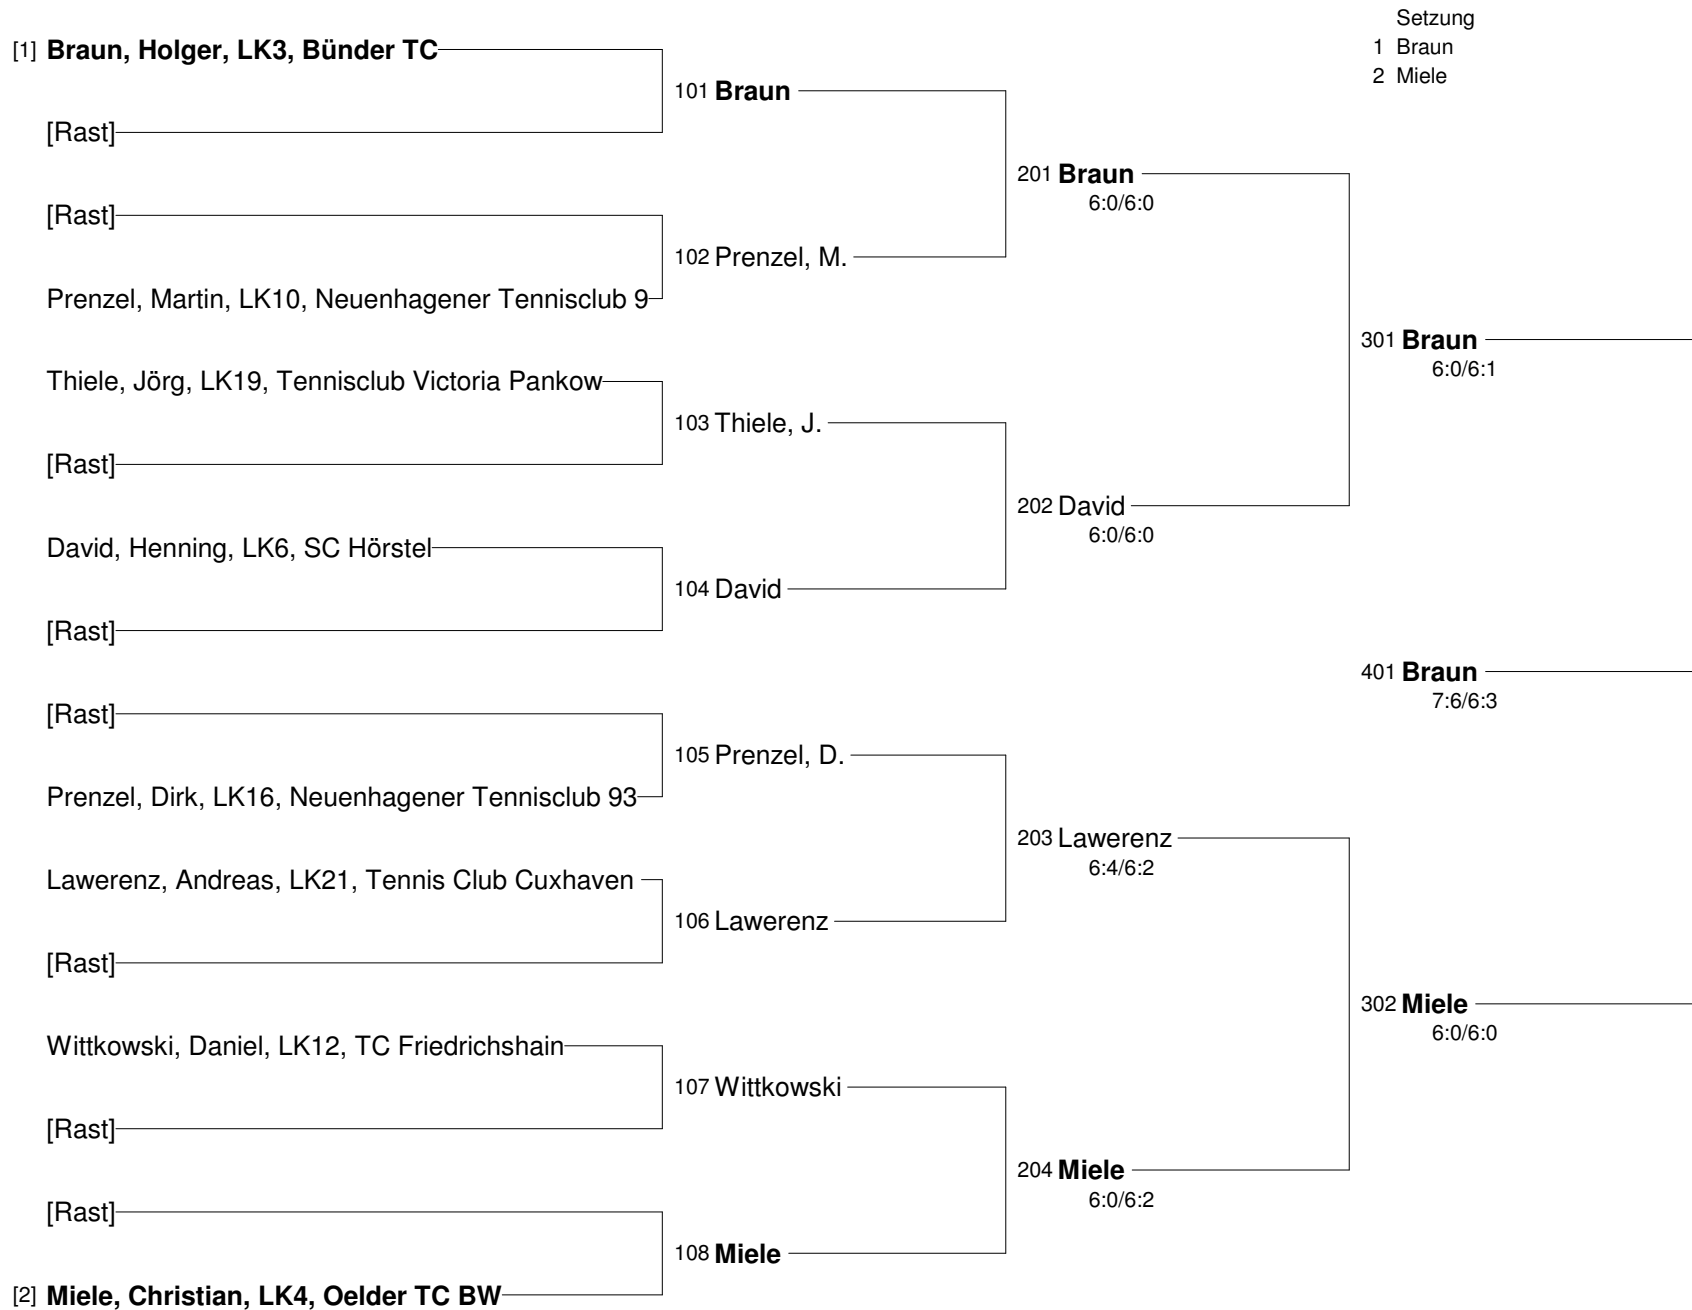 Setzung
1 Braun
2 Miele
[1] Braun, Holger, LK3, Bünder TC
101 Braun
[Rast]
201 Braun
6:0/6:0
[Rast]
102 Prenzel, M.
Prenzel, Martin, LK10, Neuenhagener Tennisclub 9
301 Braun
6:0/6:1
Thiele, Jörg, LK19, Tennisclub Victoria Pankow
103 Thiele, J.
[Rast]
202 David
6:0/6:0
David, Henning, LK6, SC Hörstel
104 David
[Rast]
401 Braun
7:6/6:3
[Rast]
105 Prenzel, D.
Prenzel, Dirk, LK16, Neuenhagener Tennisclub 93
203 Lawerenz
6:4/6:2
Lawerenz, Andreas, LK21, Tennis Club Cuxhaven
106 Lawerenz
[Rast]
302 Miele
6:0/6:0
Wittkowski, Daniel, LK12, TC Friedrichshain
107 Wittkowski
[Rast]
204 Miele
6:0/6:2
[Rast]
108 Miele
[2] Miele, Christian, LK4, Oelder TC BW